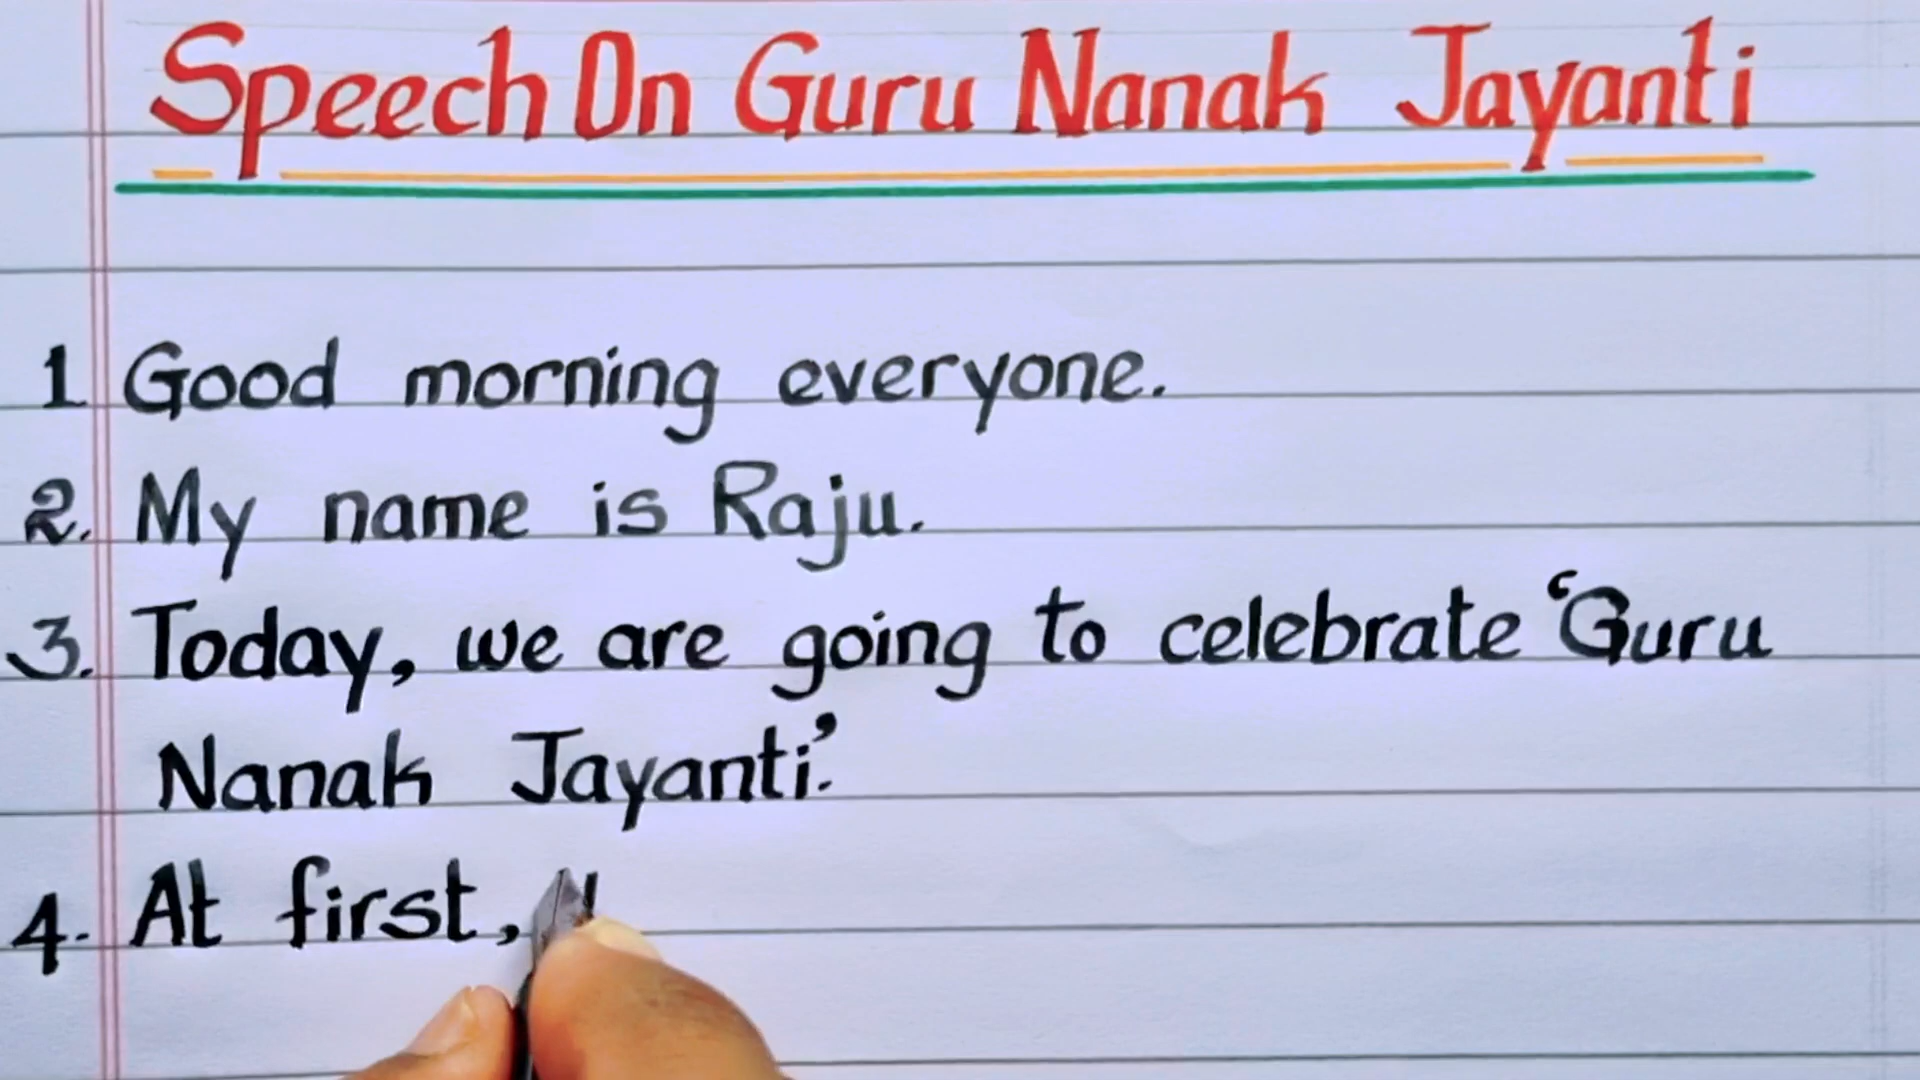 Speech On Guru Nanak Jayanti
1 Good morning everyone.
2. My name is Raju.
3. Today, we are going to celebrate ‘Guru
Nanak Jayanti’.
4. At first,